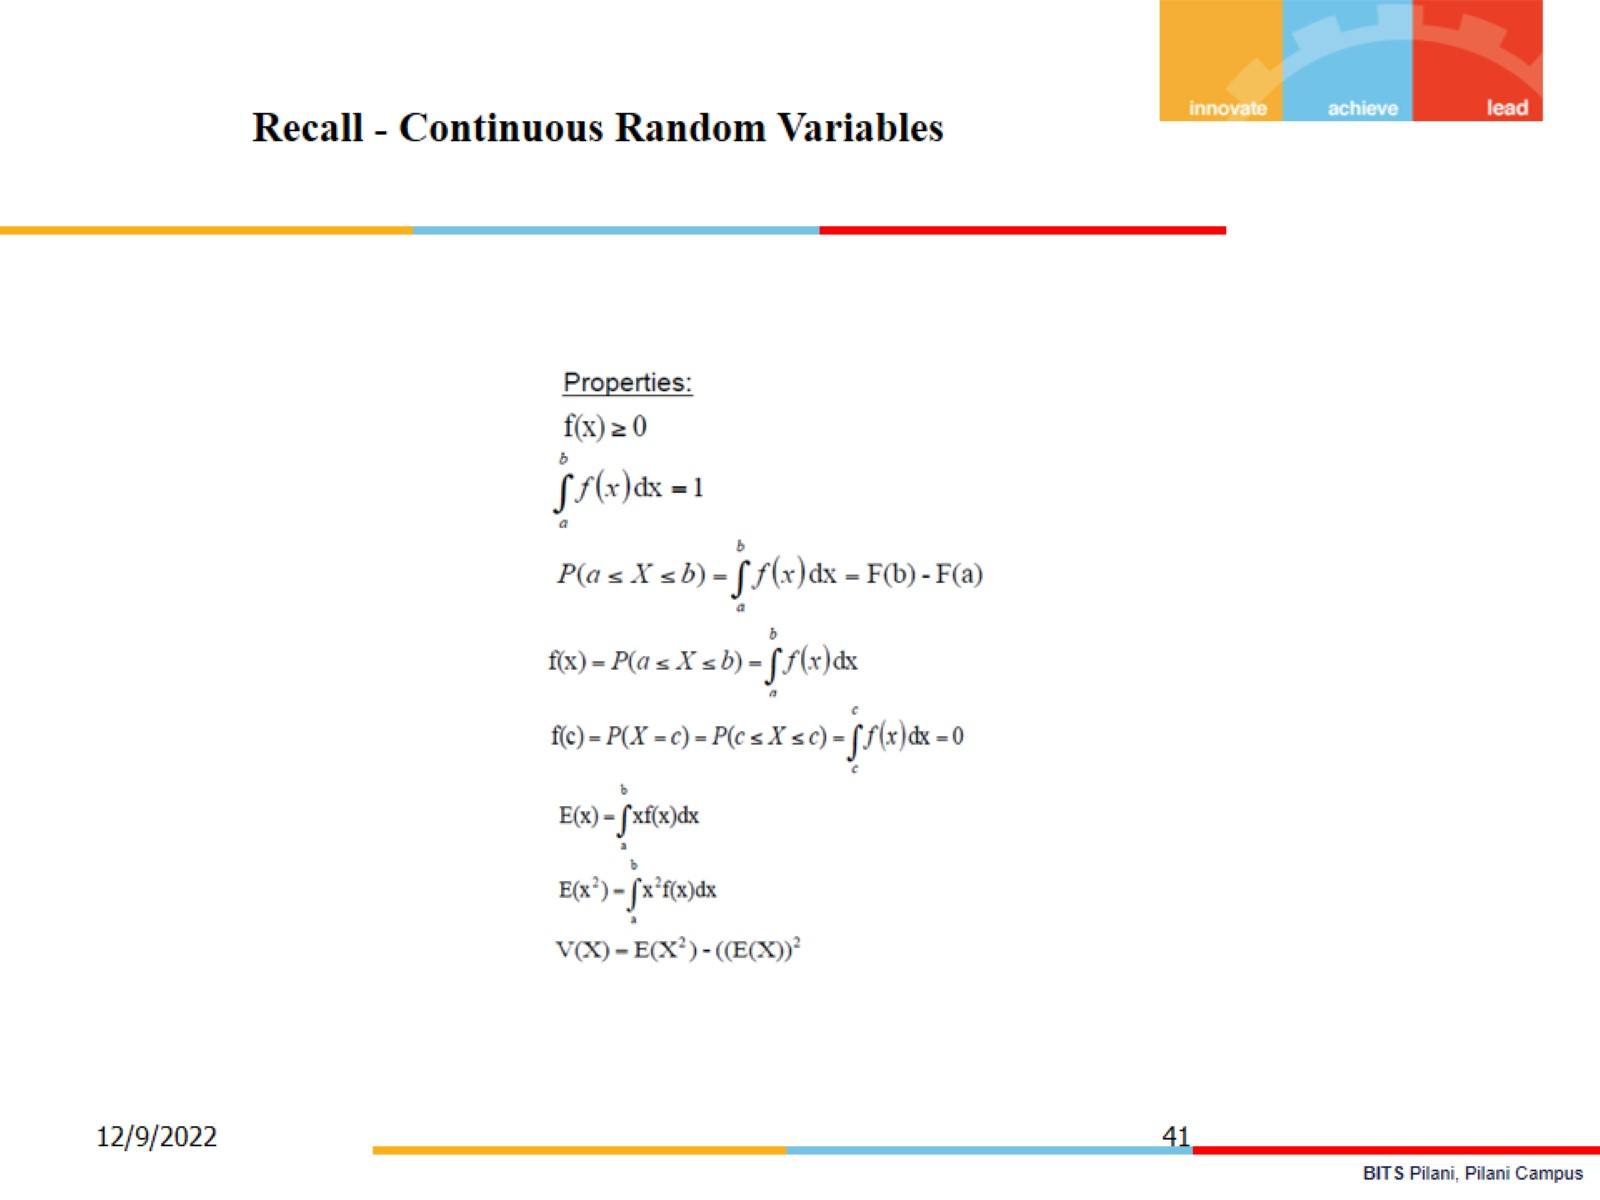 innovate achieve lead
Recall - Continuous Random Variables
Properties:
f(x) ≥ 0
∫_a^b f(x)dx = 1
P(a ≤ X ≤ b) = ∫_a^b f(x)dx = F(b) - F(a)
f(x) = P(a ≤ X ≤ b) = ∫_a^b f(x)dx
f(c) = P(X = c) = P(c ≤ X ≤ c) = ∫_c^c f(x)dx = 0
E(x) = ∫_a^b xf(x)dx
E(x²) = ∫_a^b x²f(x)dx
V(X) = E(X²) - ((E(X))²
12/9/2022
41
BITS Pilani, Pilani Campus